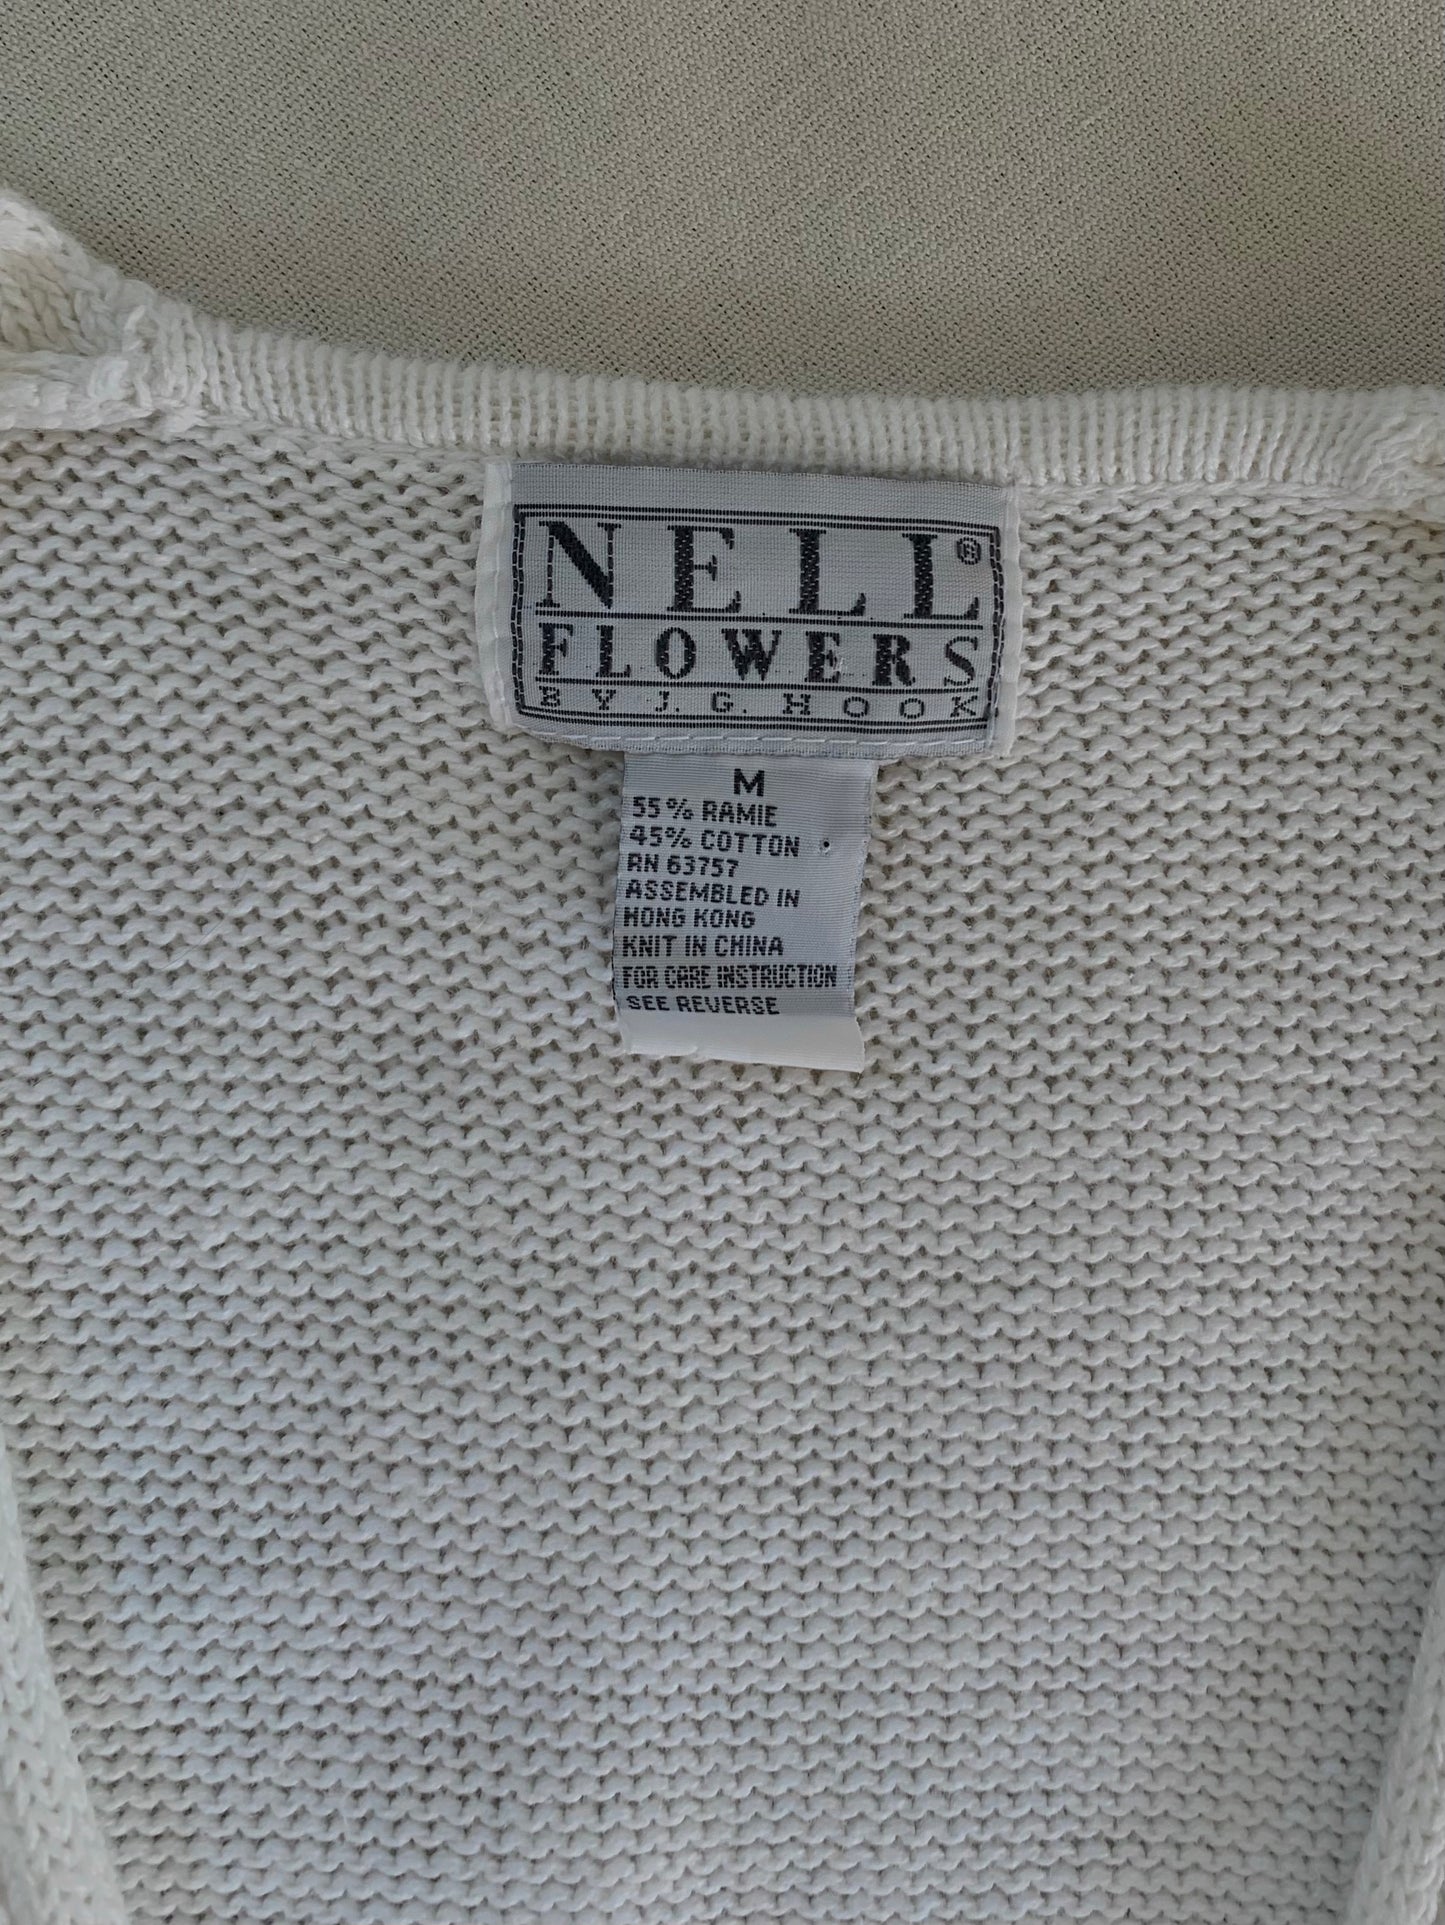 NELL®
FLOWERS
BY J.G. HOOK
M
55% RAMIE
45% COTTON
RN 63757
ASSEMBLED IN
HONG KONG
KNIT IN CHINA
FOR CARE INSTRUCTION
SEE REVERSE